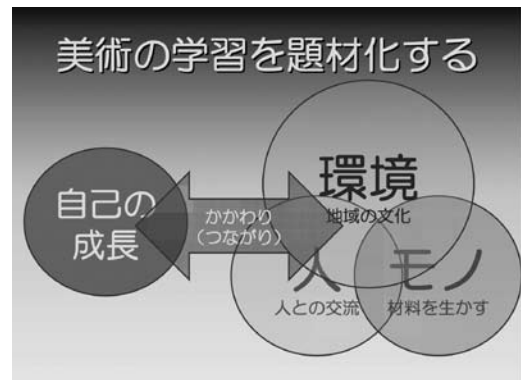 美術の学習を題材化する
自己の
成長
かかわり
（つながり）
環境
地域の文化
人
人との交流
モノ
材料を生かす